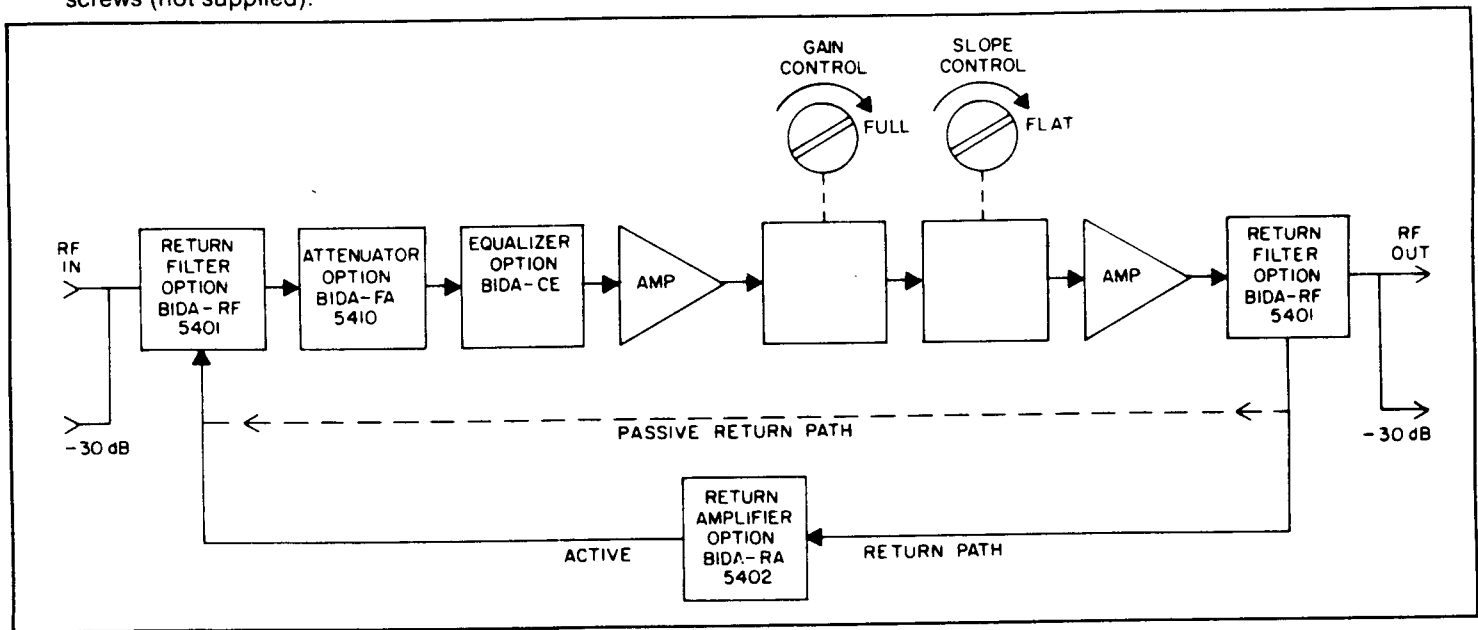 screws (not supplied).
GAIN
CONTROL
FULL
SLOPE
CONTROL
FLAT
RF
IN
RETURN
FILTER
OPTION
BIDA-RF
5401
ATTENUATOR
OPTION
BIDA-FA
5410
EQUALIZER
OPTION
BIDA-CE
AMP
AMP
RETURN
FILTER
OPTION
BIDA-RF
5401
RF
OUT
-30 dB
PASSIVE RETURN PATH
-30 dB
ACTIVE
RETURN
AMPLIFIER
OPTION
BIDA-RA
5402
RETURN PATH